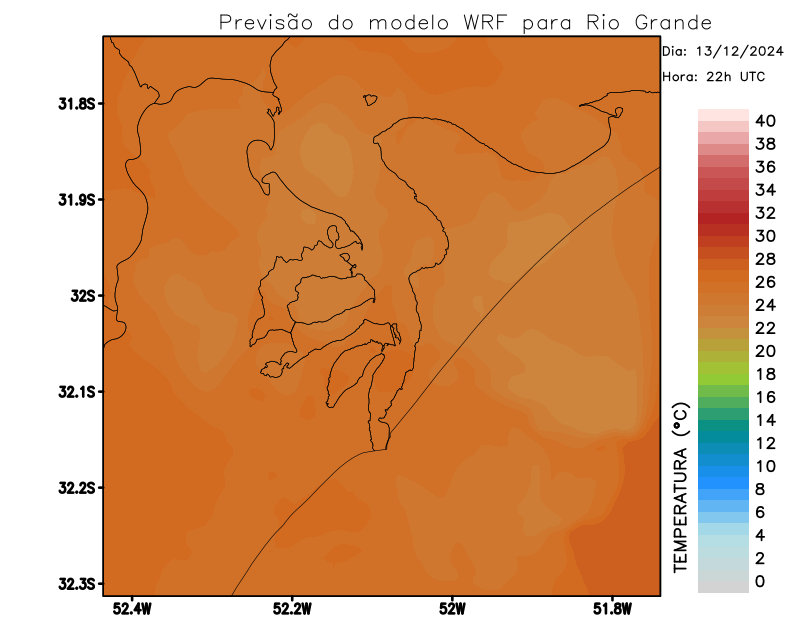 Previsão do modelo WRF para Rio Grande
Dia: 13/12/2024
Hora: 22h UTC
31.8S
31.9S
32S
32.1S
32.2S
32.3S
52.4W
52.2W
52W
51.8W
40
38
36
34
32
30
28
26
24
22
20
18
16
14
12
10
8
6
4
2
0
TEMPERATURA (°C)